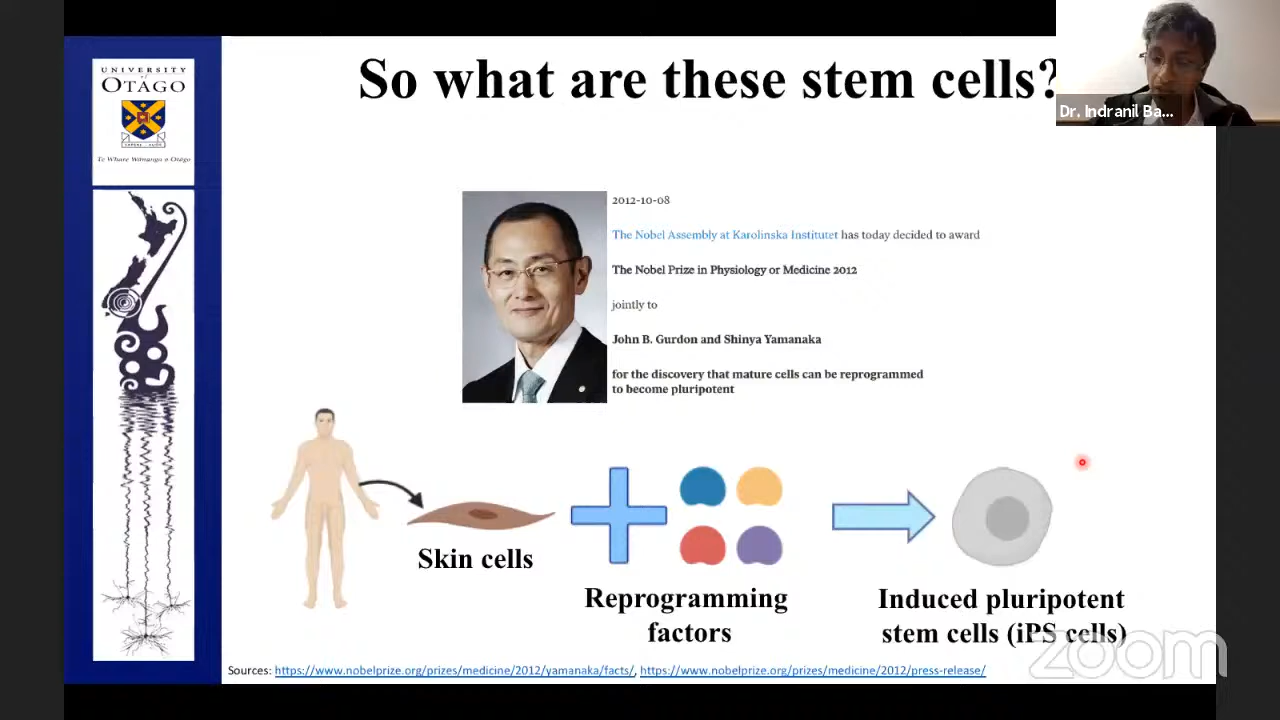 So what are these stem cells?
Dr. Indranil Ba...
UNIVERSITY
of
OTAGO
Te Whare Wānanga o Otāgo
2012-10-08
The Nobel Assembly at Karolinska Institutet has today decided to award
The Nobel Prize in Physiology or Medicine 2012
jointly to
John B. Gurdon and Shinya Yamanaka
for the discovery that mature cells can be reprogrammed
to become pluripotent
Skin cells
Reprogramming
factors
Induced pluripotent
stem cells (iPS cells)
zoom
Sources: https://www.nobelprize.org/prizes/medicine/2012/yamanaka/facts/, https://www.nobelprize.org/prizes/medicine/2012/press-release/